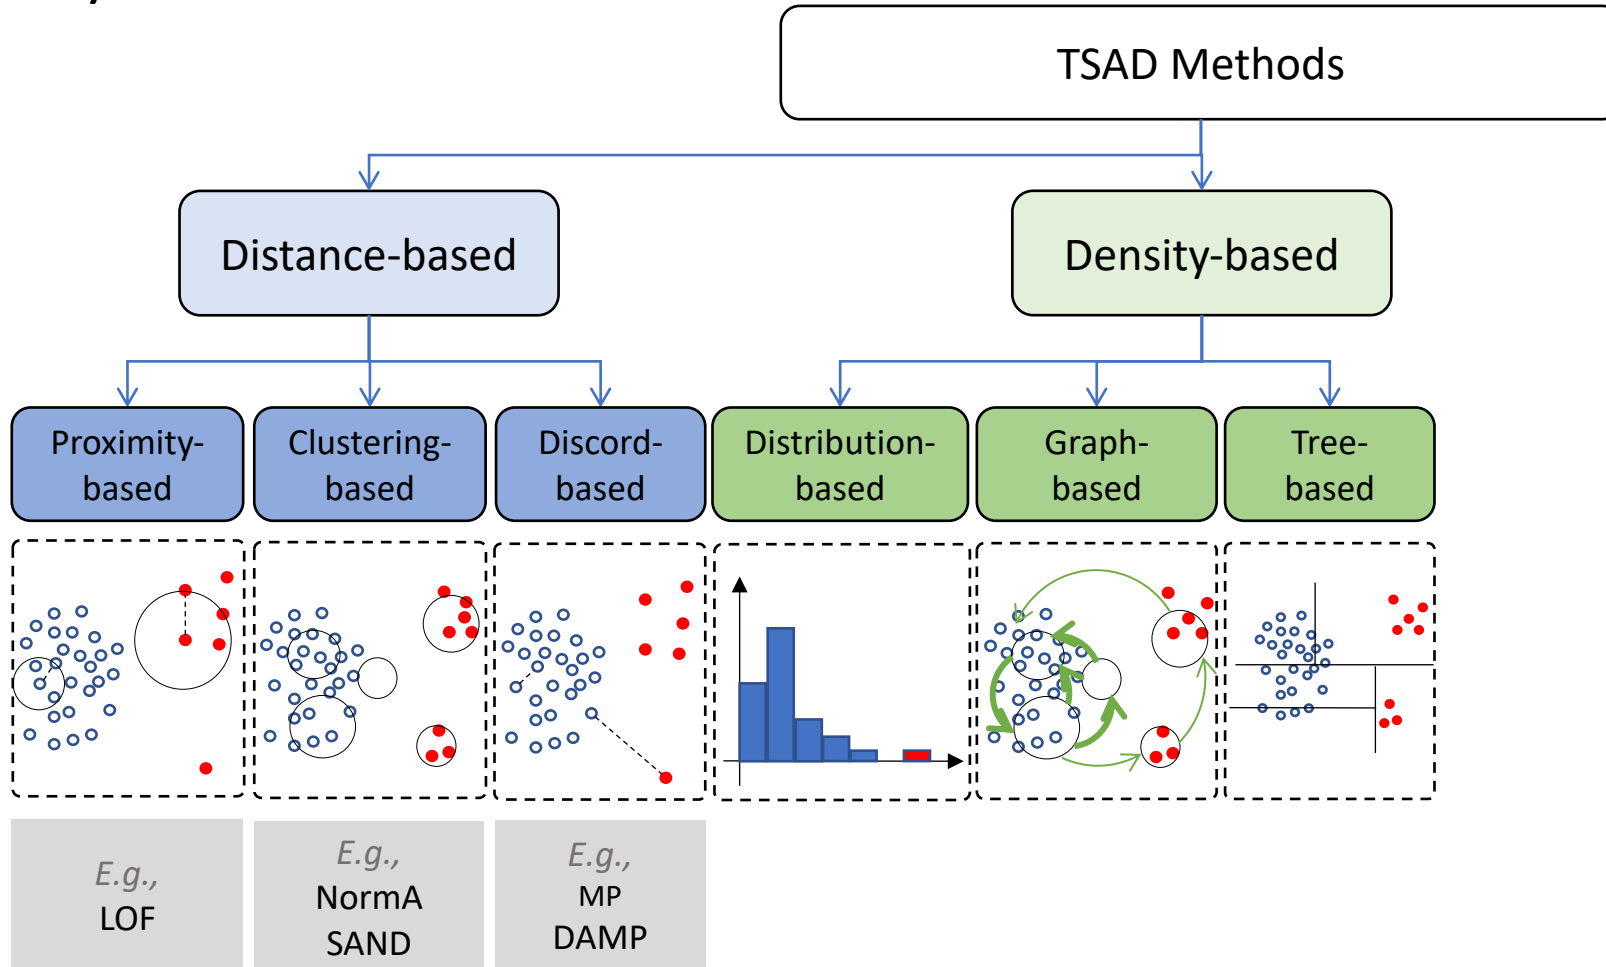 TSAD Methods
Distance-based
Density-based
Proximity-
based
Clustering-
based
Discord-
based
Distribution-
based
Graph-
based
Tree-
based
E.g.,
LOF
E.g.,
NormA
SAND
E.g.,
MP
DAMP